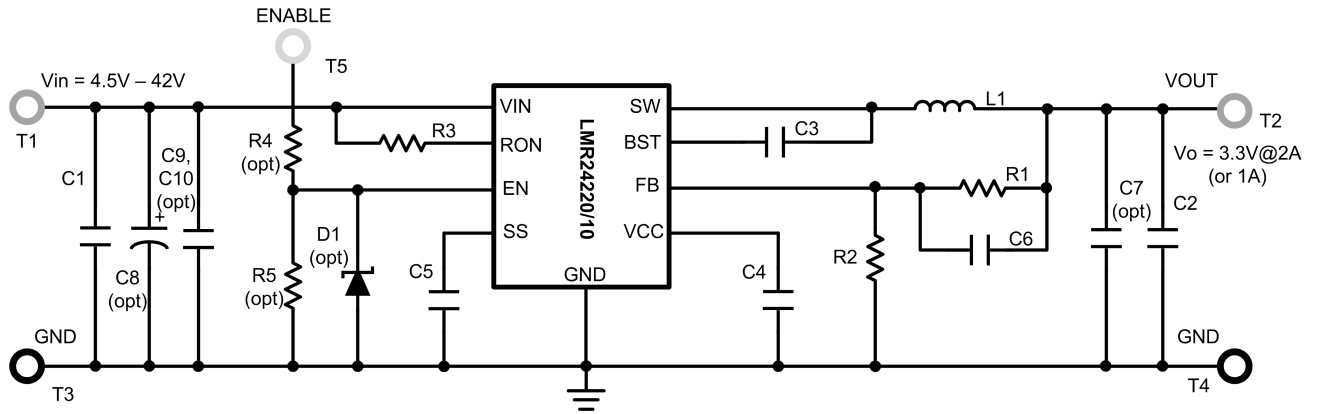 ENABLE
T5
Vin = 4.5V – 42V
T1
VIN
SW
L1
VOUT
T2
R4
(opt)
R3
RON
BST
C3
Vo = 3.3V@2A
(or 1A)
C9,
C10
(opt)
C1
EN
LMR24220/10
FB
R1
C7
(opt)
C2
+
C8
(opt)
D1
(opt)
SS
VCC
C6
R5
(opt)
C5
GND
C4
R2
GND
T3
GND
T4